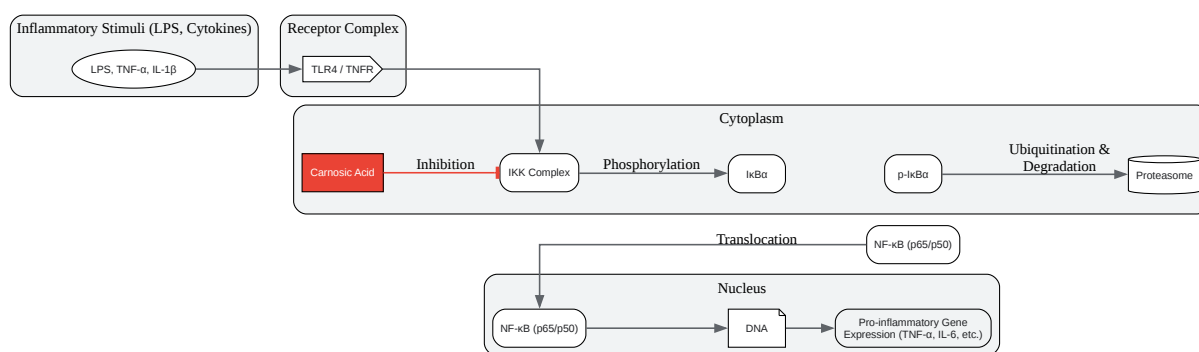 Inflammatory Stimuli (LPS, Cytokines)
LPS, TNF-α, IL-1β
Receptor Complex
TLR4 / TNFR
Cytoplasm
Carnosic Acid
Inhibition
IKK Complex
Phosphorylation
IκBα
p-IκBα
Ubiquitination &
Degradation
Proteasome
Translocation
NF-κB (p65/p50)
Nucleus
NF-κB (p65/p50)
DNA
Pro-inflammatory Gene
Expression (TNF-α, IL-6, etc.)